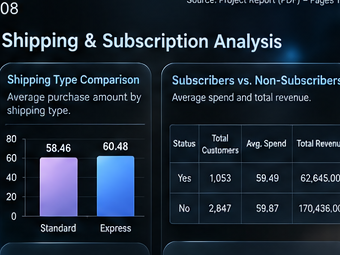 08
Source: Project Report (PDF) – Pages 1
Shipping & Subscription Analysis
Shipping Type Comparison
Average purchase amount by
shipping type.
80
60
40
20
0
58.46
60.48
Standard
Express
Subscribers vs. Non-Subscribers
Average spend and total revenue.
Status Total Customers Avg. Spend Total Revenu
Yes 1,053 59.49 62,645.00
No 2,847 59.87 170,436.00